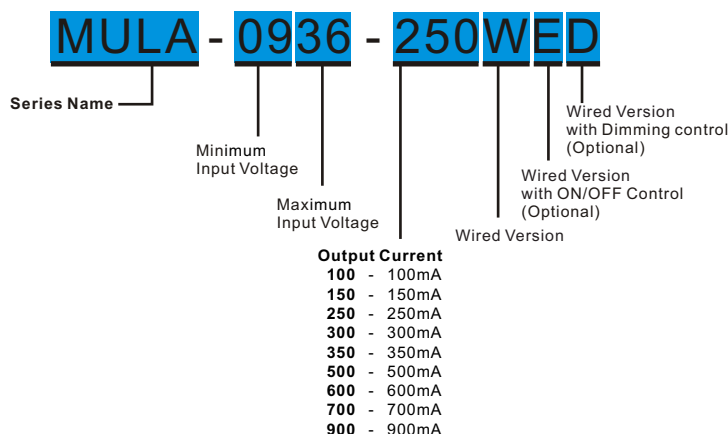 MULA - 0936 - 250WED
Series Name
Minimum
Input Voltage
Maximum
Input Voltage
Wired Version
with Dimming control
(Optional)
Wired Version
with ON/OFF Control
(Optional)
Wired Version
Output Current
100 - 100mA
150 - 150mA
250 - 250mA
300 - 300mA
350 - 350mA
500 - 500mA
600 - 600mA
700 - 700mA
900 - 900mA